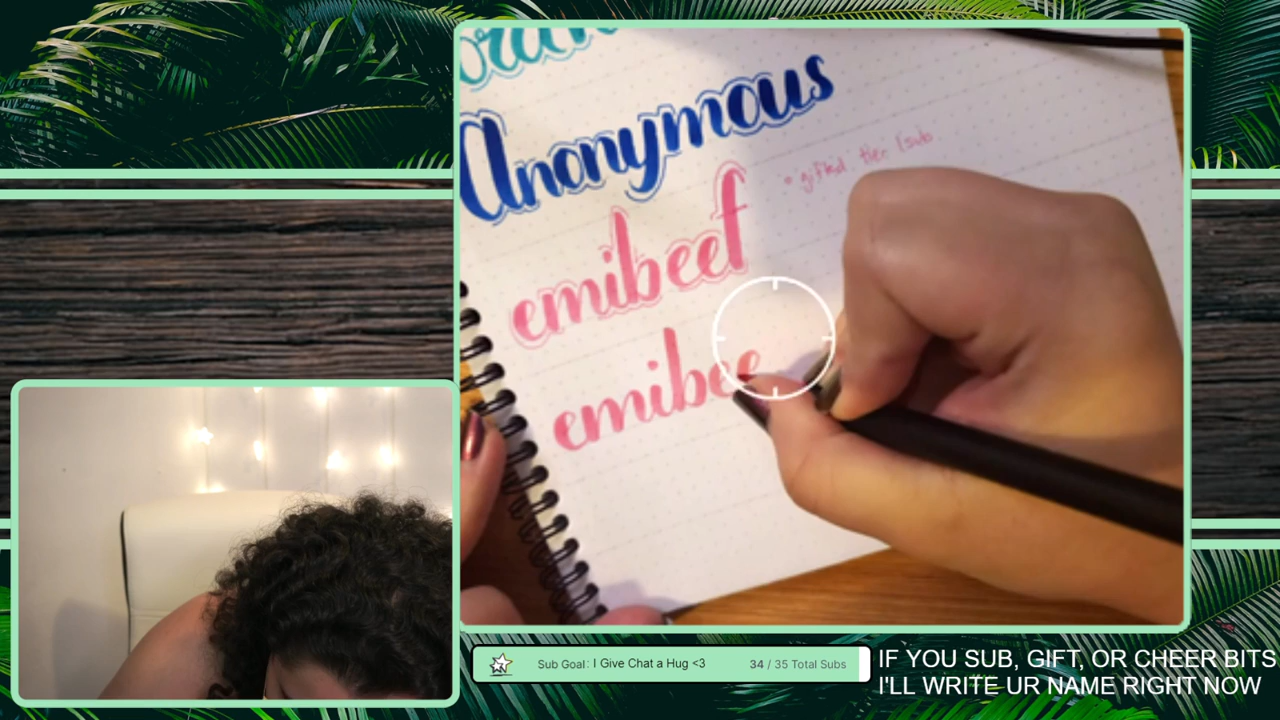 Anonymous
• gifted tier 1 sub
emibeef
emibee
Sub Goal: I Give Chat a Hug <3 34 / 35 Total Subs
IF YOU SUB, GIFT, OR CHEER BITS
I'LL WRITE UR NAME RIGHT NOW